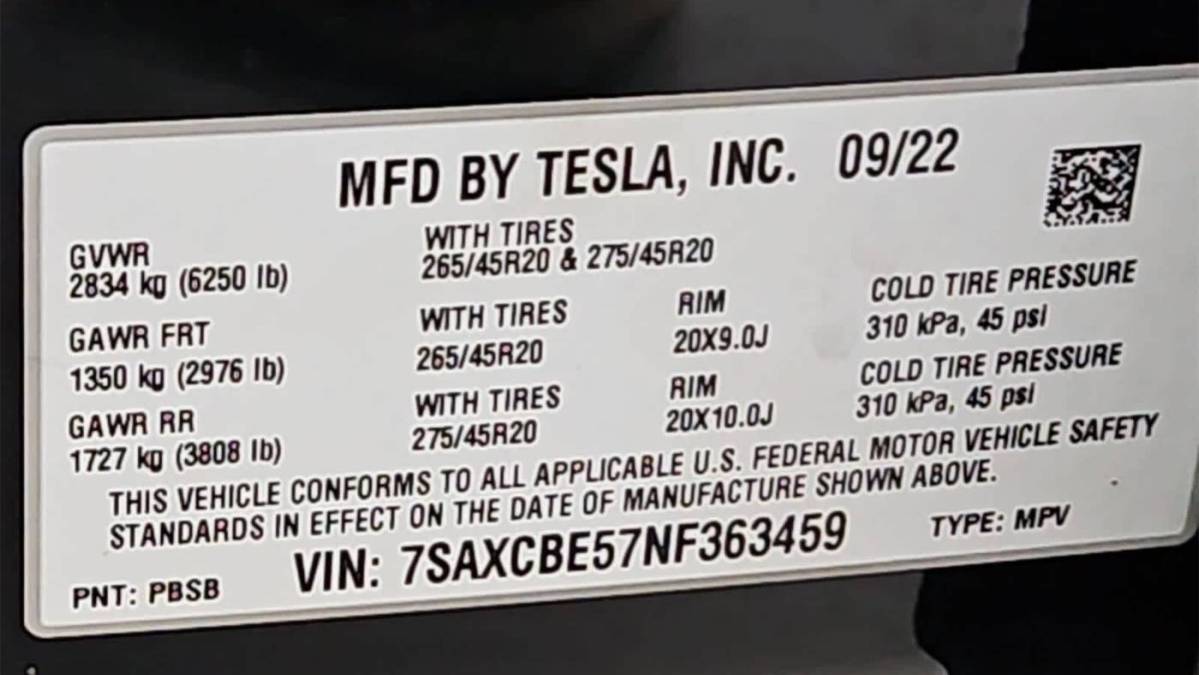 MFD BY TESLA, INC. 09/22
GVWR
2834 kg (6250 lb)
WITH TIRES
265/45R20 & 275/45R20
GAWR FRT
1350 kg (2976 lb)
WITH TIRES
265/45R20
RIM
20X9.0J
COLD TIRE PRESSURE
310 kPa, 45 psi
GAWR RR
1727 kg (3808 lb)
WITH TIRES
275/45R20
RIM
20X10.0J
COLD TIRE PRESSURE
310 kPa, 45 psi
THIS VEHICLE CONFORMS TO ALL APPLICABLE U.S. FEDERAL MOTOR VEHICLE SAFETY
STANDARDS IN EFFECT ON THE DATE OF MANUFACTURE SHOWN ABOVE.
PNT: PBSB
VIN: 7SAXCBE57NF363459
TYPE: MPV